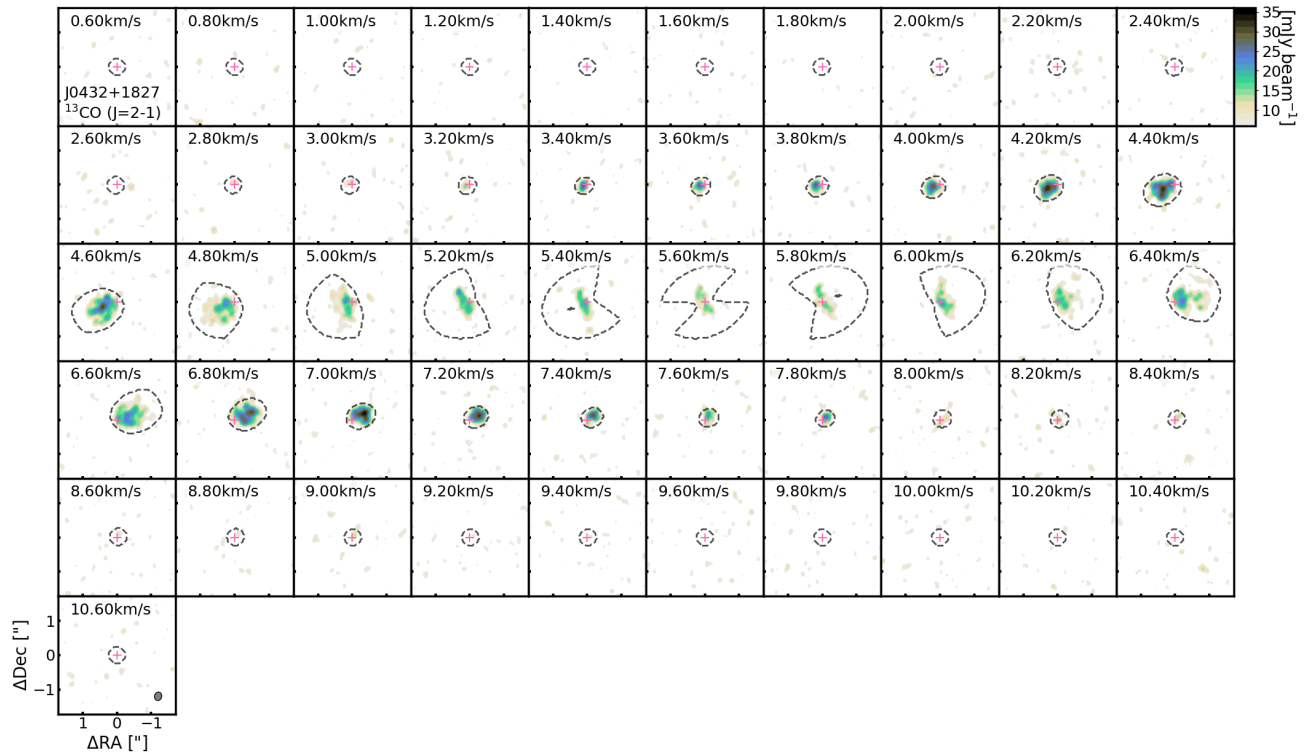 0.60km/s 0.80km/s 1.00km/s 1.20km/s 1.40km/s 1.60km/s 1.80km/s 2.00km/s 2.20km/s 2.40km/s
J0432+1827
¹³CO (J=2-1)
35
30
25
20
15
10
[mJy beam⁻¹]
2.60km/s 2.80km/s 3.00km/s 3.20km/s 3.40km/s 3.60km/s 3.80km/s 4.00km/s 4.20km/s 4.40km/s
4.60km/s 4.80km/s 5.00km/s 5.20km/s 5.40km/s 5.60km/s 5.80km/s 6.00km/s 6.20km/s 6.40km/s
6.60km/s 6.80km/s 7.00km/s 7.20km/s 7.40km/s 7.60km/s 7.80km/s 8.00km/s 8.20km/s 8.40km/s
8.60km/s 8.80km/s 9.00km/s 9.20km/s 9.40km/s 9.60km/s 9.80km/s 10.00km/s 10.20km/s 10.40km/s
10.60km/s
1
0
−1
ΔDec ["]
1 0 −1
ΔRA ["]